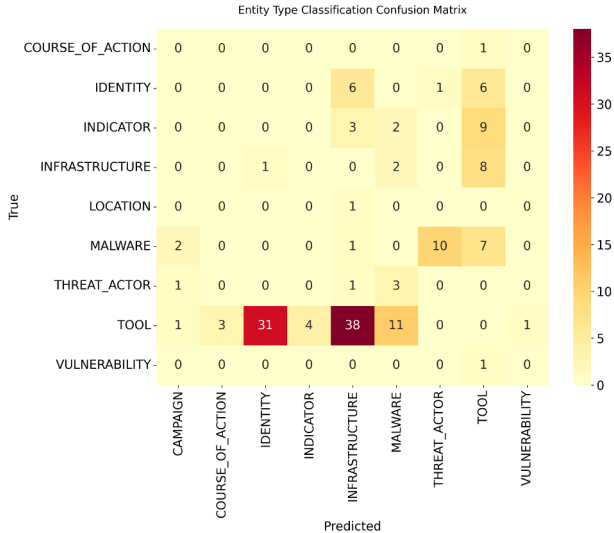 Entity Type Classification Confusion Matrix
True
COURSE_OF_ACTION 0 0 0 0 0 0 0 1 0
IDENTITY 0 0 0 0 6 0 1 6 0
INDICATOR 0 0 0 0 3 2 0 9 0
INFRASTRUCTURE 0 0 1 0 0 2 0 8 0
LOCATION 0 0 0 0 1 0 0 0 0
MALWARE 2 0 0 0 1 0 10 7 0
THREAT_ACTOR 1 0 0 0 1 3 0 0 0
TOOL 1 3 31 4 38 11 0 0 1
VULNERABILITY 0 0 0 0 0 0 0 1 0
CAMPAIGN
COURSE_OF_ACTION
IDENTITY
INDICATOR
INFRASTRUCTURE
MALWARE
THREAT_ACTOR
TOOL
VULNERABILITY
Predicted
35
30
25
20
15
10
5
0